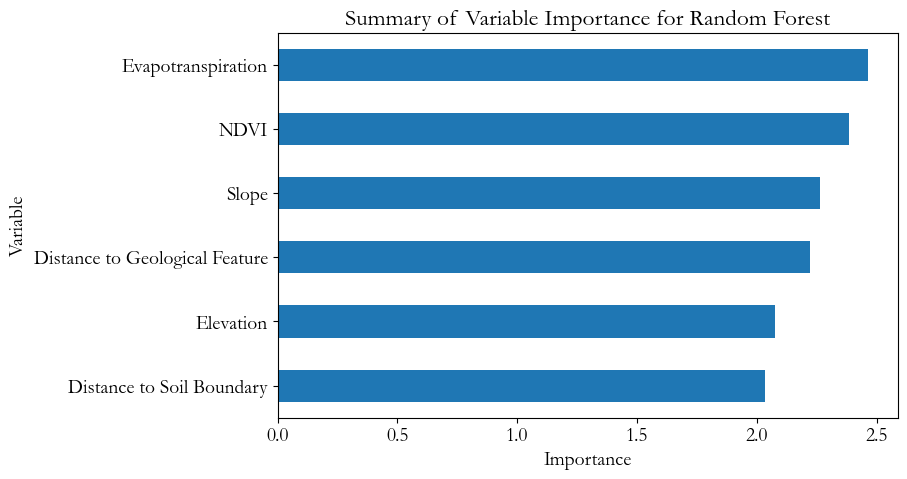 Summary of Variable Importance for Random Forest
Evapotranspiration
NDVI
Slope
Distance to Geological Feature
Elevation
Distance to Soil Boundary
Variable
0.0 0.5 1.0 1.5 2.0 2.5
Importance